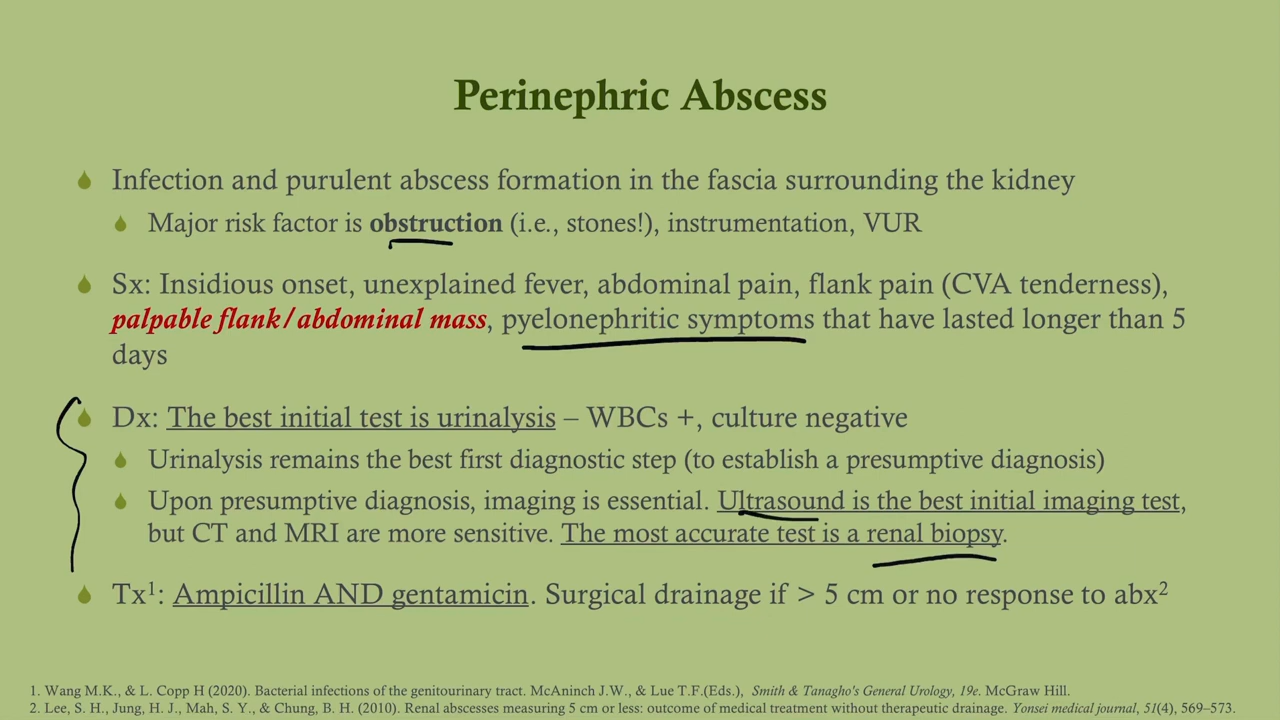 Perinephric Abscess
Infection and purulent abscess formation in the fascia surrounding the kidney
Major risk factor is obstruction (i.e., stones!), instrumentation, VUR
Sx: Insidious onset, unexplained fever, abdominal pain, flank pain (CVA tenderness),
palpable flank/abdominal mass, pyelonephritic symptoms that have lasted longer than 5
days
Dx: The best initial test is urinalysis – WBCs +, culture negative
Urinalysis remains the best first diagnostic step (to establish a presumptive diagnosis)
Upon presumptive diagnosis, imaging is essential. Ultrasound is the best initial imaging test,
but CT and MRI are more sensitive. The most accurate test is a renal biopsy.
Tx¹: Ampicillin AND gentamicin. Surgical drainage if > 5 cm or no response to abx²
1. Wang M.K., & L. Copp H (2020). Bacterial infections of the genitourinary tract. McAninch J.W., & Lue T.F.(Eds.), Smith & Tanagho's General Urology, 19e. McGraw Hill.
2. Lee, S. H., Jung, H. J., Mah, S. Y., & Chung, B. H. (2010). Renal abscesses measuring 5 cm or less: outcome of medical treatment without therapeutic drainage. Yonsei medical journal, 51(4), 569–573.